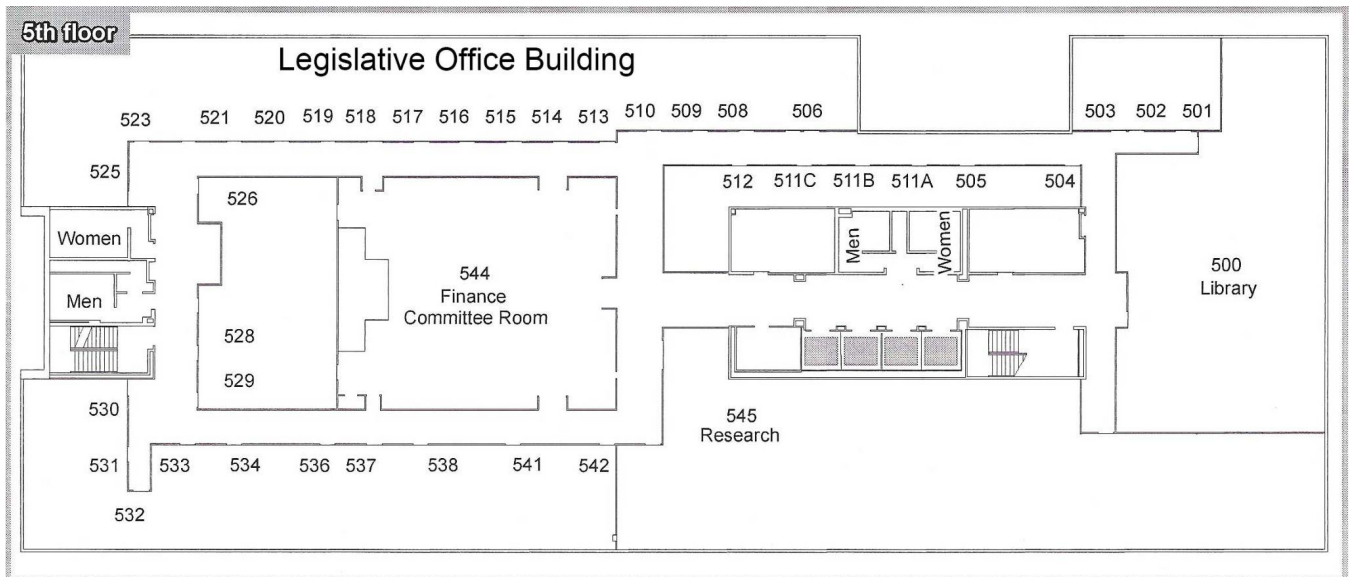 5th floor
Legislative Office Building
523 521 520 519 518 517 516 515 514 513 510 509 508 506 503 502 501
525
526
512 511C 511B 511A 505 504
Women
Men
Men
Women
544
Finance
Committee Room
500
Library
528
529
530
545
Research
531 533 534 536 537 538 541 542
532